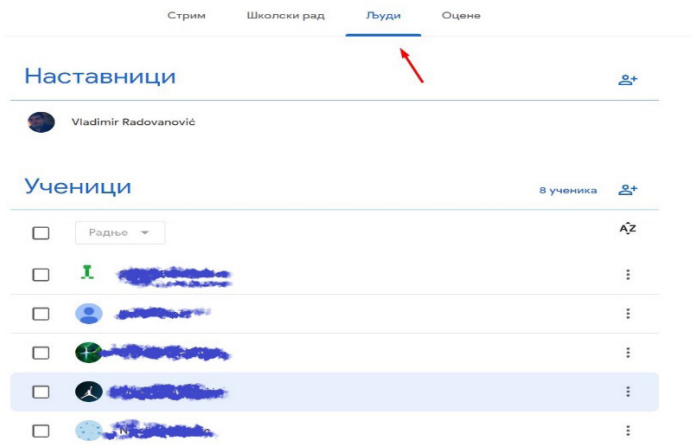 Стрим Школски рад Људи Оцене
Наставници
Vladimir Radovanović
Ученици 8 ученика
Радње
AZ